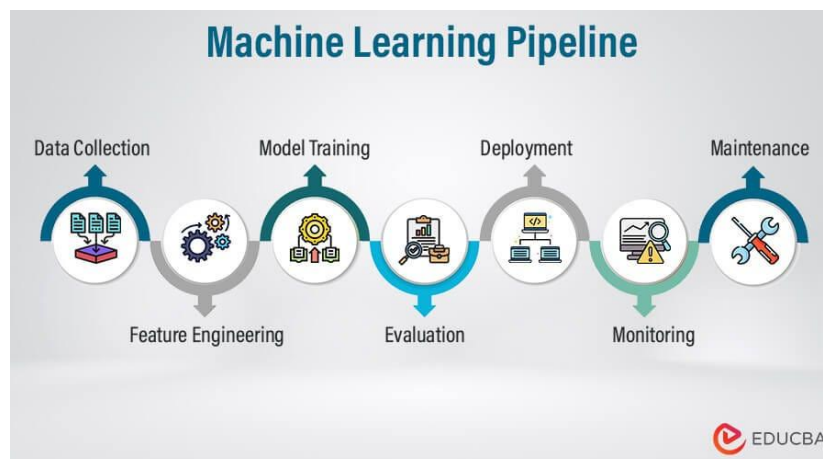 Machine Learning Pipeline
Data Collection
Model Training
Deployment
Maintenance
</>
Feature Engineering
Evaluation
Monitoring
EDUCBA